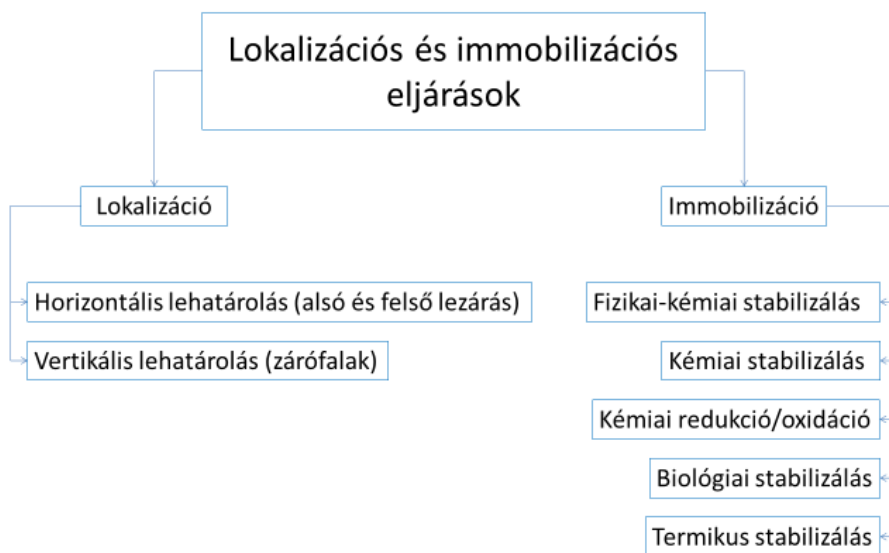 Lokalizációs és immobilizációs
eljárások
Lokalizáció
Immobilizáció
Horizontális lehatárolás (alsó és felső lezárás)
Vertikális lehatárolás (zárófalak)
Fizikai-kémiai stabilizálás
Kémiai stabilizálás
Kémiai redukció/oxidáció
Biológiai stabilizálás
Termikus stabilizálás